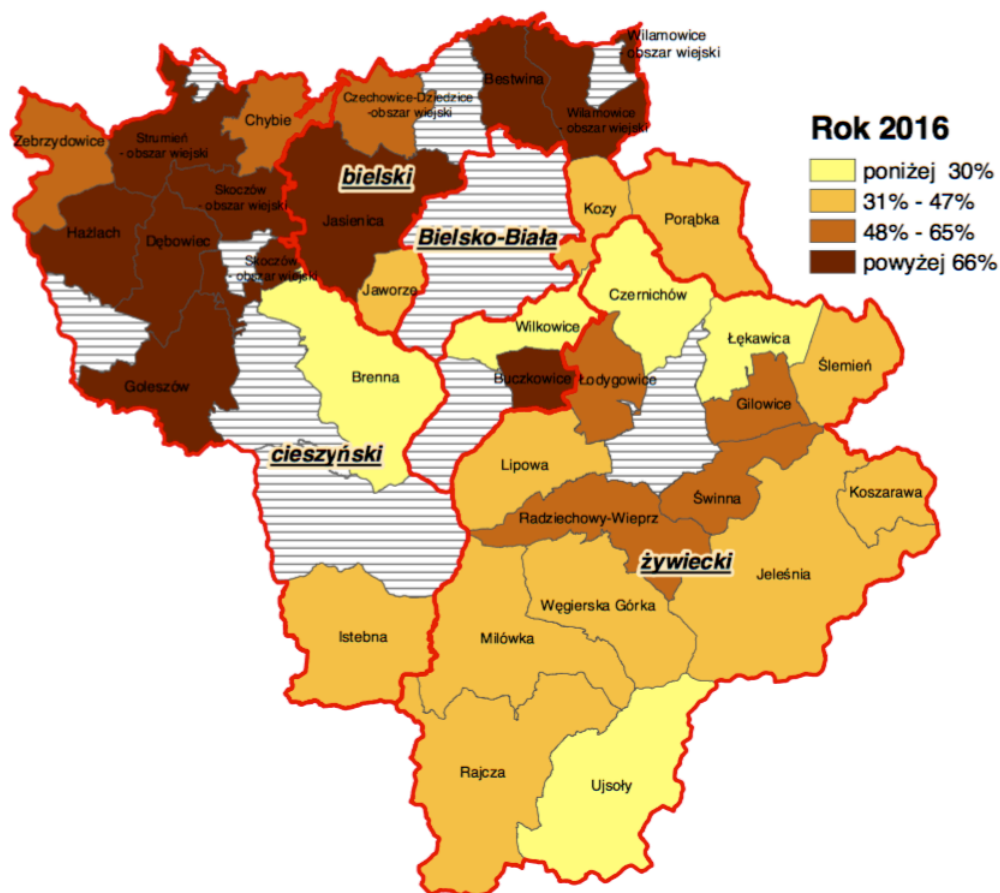 Wilamowice
- obszar wiejski
Bestwina
Czechowice-Dziedzice
-obszar wiejski
Wilamowice
- obszar wiejski
Chybie
Zebrzydowice
Strumień
- obszar wiejski
Rok 2016
poniżej 30%
31% - 47%
48% - 65%
powyżej 66%
bielski
Skoczów
- obszar wiejski
Jasienica
Kozy
Porąbka
Hażlach
Dębowiec
Bielsko-Biała
Skoczów
- obszar wiejski
Jaworze
Czernichów
Wilkowice
Łękawica
Ślemień
Brenna
Buczkowice
Łodygowice
Goleszów
Gilowice
cieszyński
Lipowa
Świnna
Koszarawa
Radziechowy-Wieprz
żywiecki
Jeleśnia
Węgierska Górka
Istebna
Milówka
Rajcza
Ujsoły